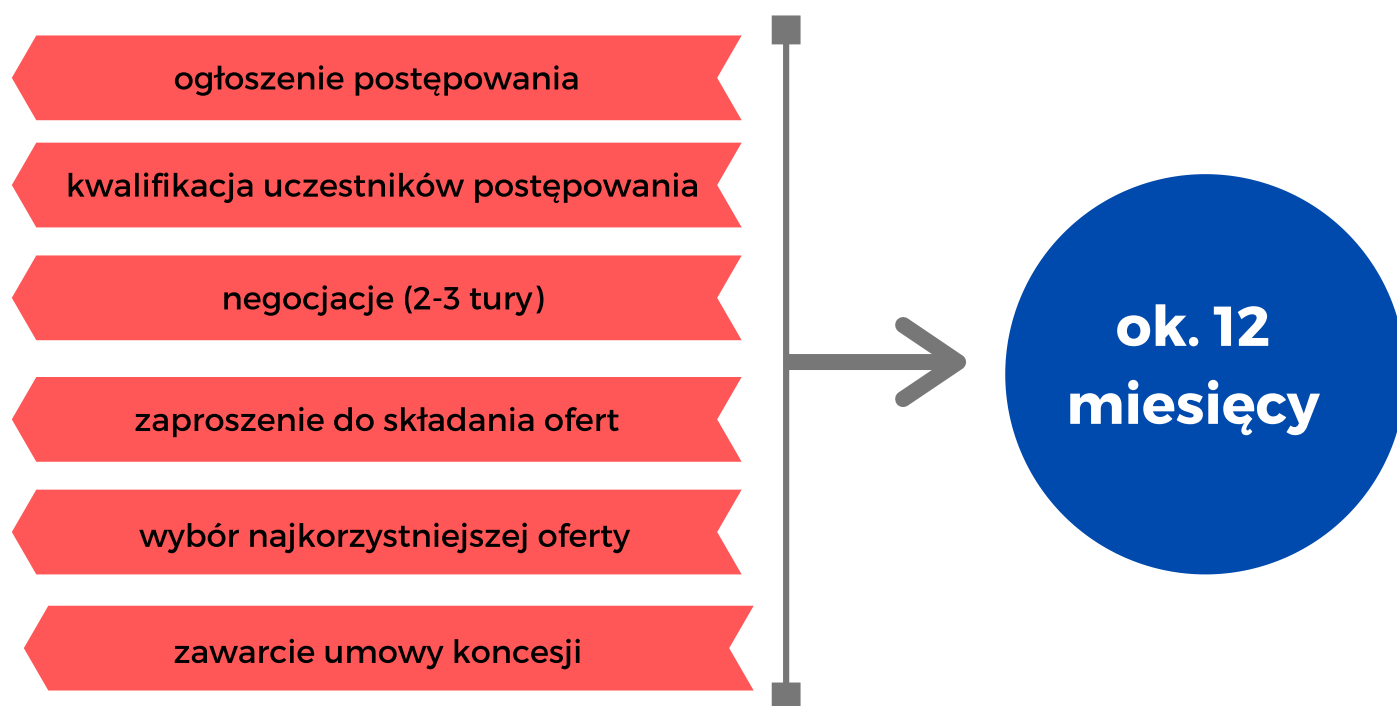 ogłoszenie postępowania
kwalifikacja uczestników postępowania
negocjacje (2-3 tury)
zaproszenie do składania ofert
wybór najkorzystniejszej oferty
zawarcie umowy koncesji
ok. 12
miesięcy